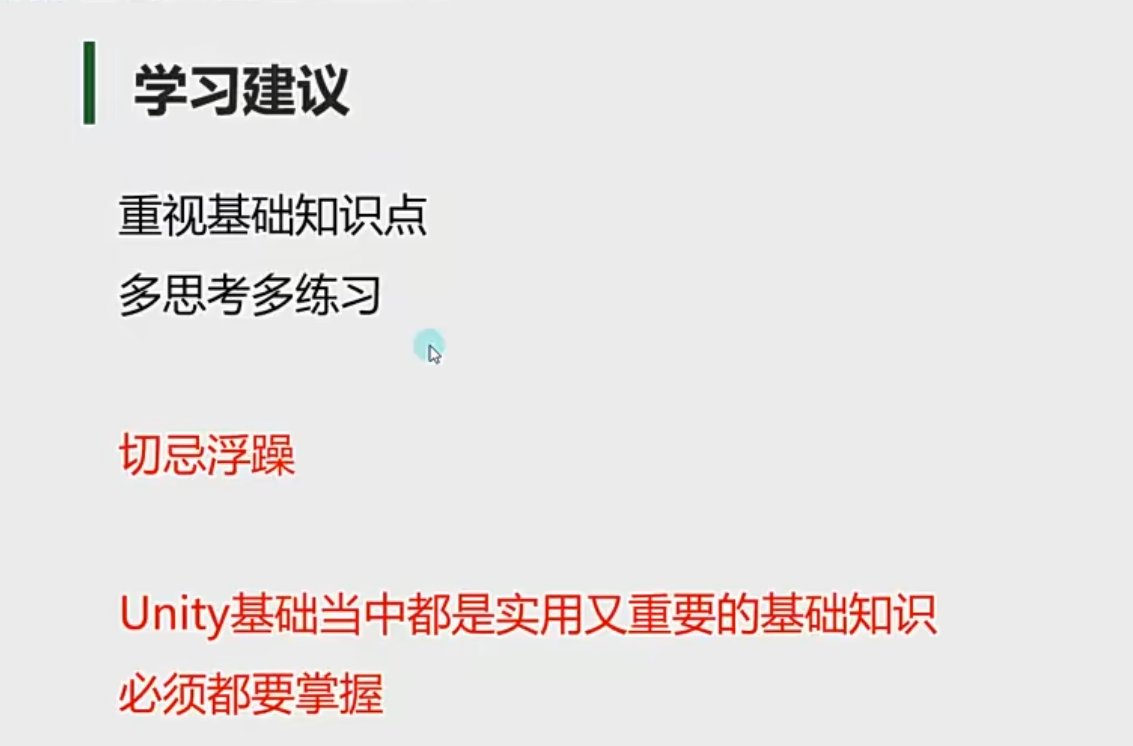 学习建议
重视基础知识点
多思考多练习
切忌浮躁
Unity基础当中都是实用又重要的基础知识
必须都要掌握